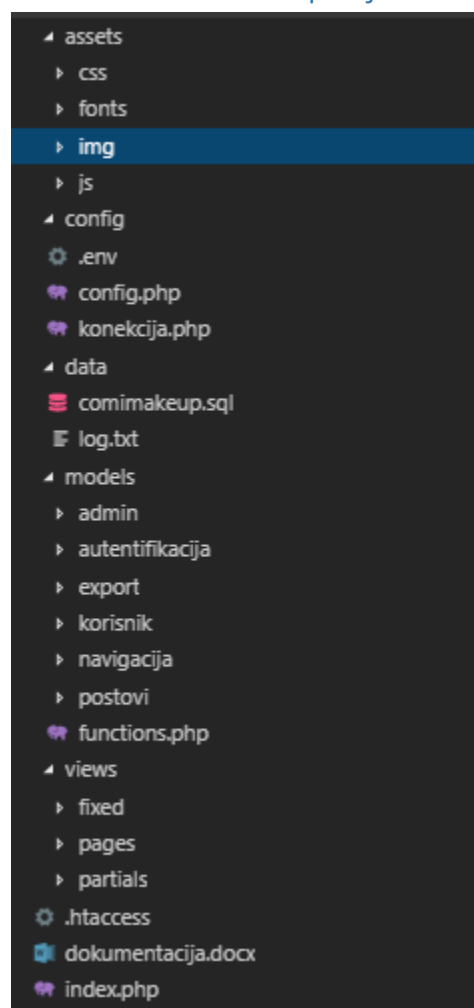 assets
css
fonts
img
js
config
.env
config.php
konekcija.php
data
comimakeup.sql
log.txt
models
admin
autentifikacija
export
korisnik
navigacija
postovi
functions.php
views
fixed
pages
partials
.htaccess
dokumentacija.docx
index.php